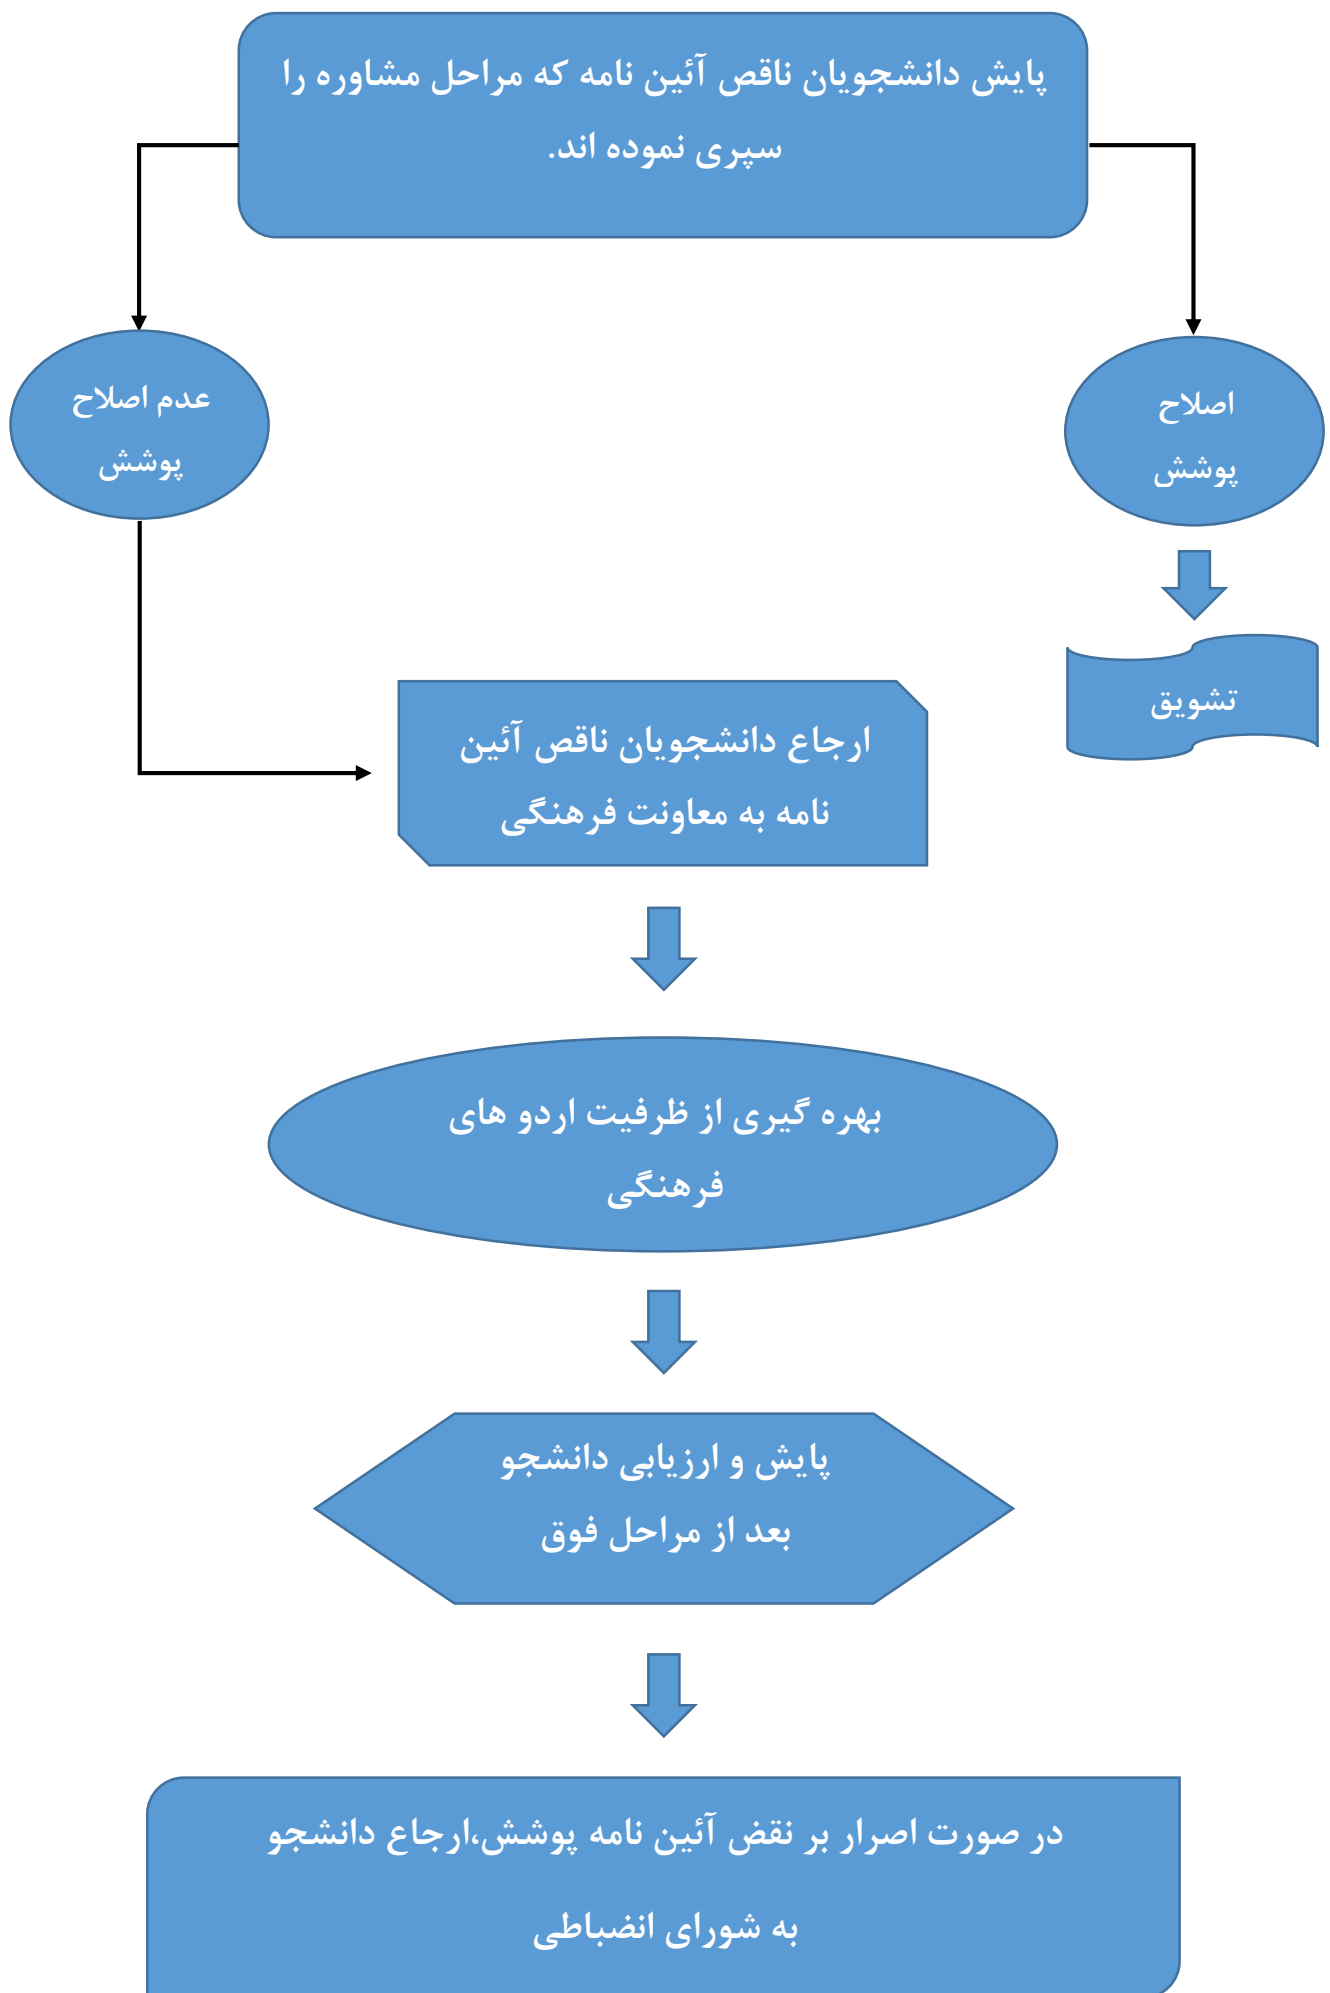 پایش دانشجویان ناقص آئین نامه که مراحل مشاوره را
سپری نموده اند.
اصلاح
پوشش
عدم اصلاح
پوشش
تشویق
ارجاع دانشجویان ناقص آئین
نامه به معاونت فرهنگی
بهره گیری از ظرفیت اردو های
فرهنگی
پایش و ارزیابی دانشجو
بعد از مراحل فوق
در صورت اصرار بر نقض آئین نامه پوشش،ارجاع دانشجو
به شورای انضباطی